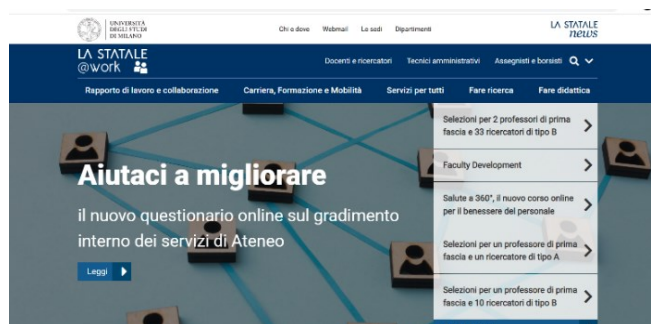 UNIVERSITÀ
DEGLI STUDI
DI MILANO
Chi e dove Webmail Le sedi Dipartimenti
LA STATALE
news
LA STATALE
@work
Docenti e ricercatori Tecnici amministrativi Assegnisti e borsisti
Rapporto di lavoro e collaborazione Carriera, Formazione e Mobilità Servizi per tutti Fare ricerca Fare didattica
Aiutaci a migliorare
il nuovo questionario online sul gradimento
interno dei servizi di Ateneo
Leggi
Selezioni per 2 professori di prima
fascia e 33 ricercatori di tipo B
Faculty Development
Salute a 360°, il nuovo corso online
per il benessere del personale
Selezioni per un professore di prima
fascia e un ricercatore di tipo A
Selezioni per un professore di prima
fascia e 10 ricercatori di tipo B